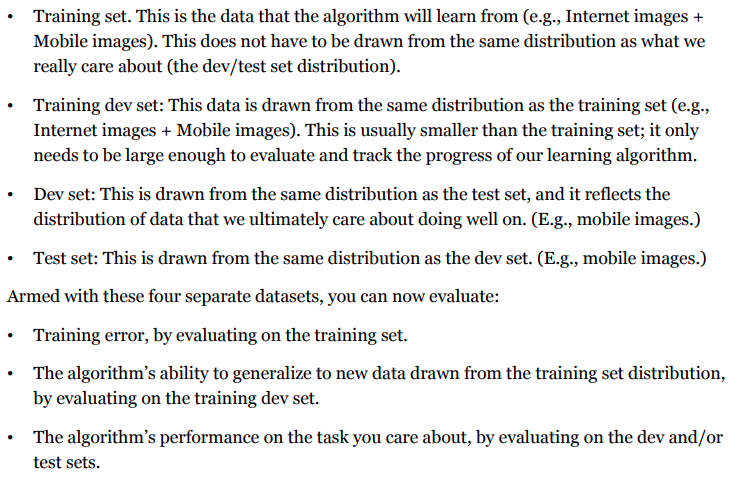 • Training set. This is the data that the algorithm will learn from (e.g., Internet images +
Mobile images). This does not have to be drawn from the same distribution as what we
really care about (the dev/test set distribution).
• Training dev set: This data is drawn from the same distribution as the training set (e.g.,
Internet images + Mobile images). This is usually smaller than the training set; it only
needs to be large enough to evaluate and track the progress of our learning algorithm.
• Dev set: This is drawn from the same distribution as the test set, and it reflects the
distribution of data that we ultimately care about doing well on. (E.g., mobile images.)
• Test set: This is drawn from the same distribution as the dev set. (E.g., mobile images.)
Armed with these four separate datasets, you can now evaluate:
• Training error, by evaluating on the training set.
• The algorithm’s ability to generalize to new data drawn from the training set distribution,
by evaluating on the training dev set.
• The algorithm’s performance on the task you care about, by evaluating on the dev and/or
test sets.